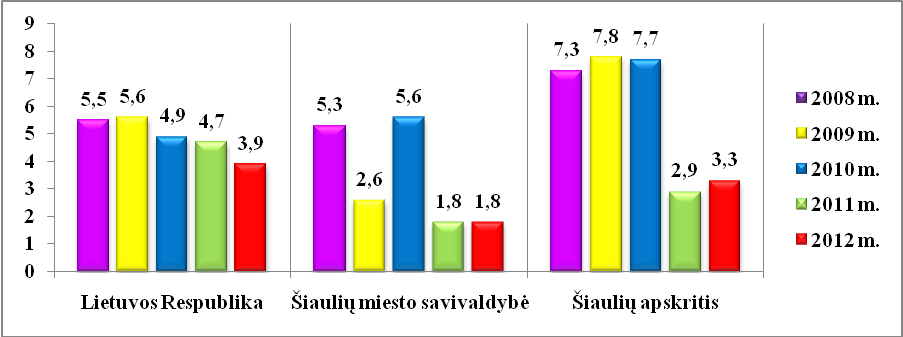 9
8
7
6
5
4
3
2
1
0
5,5 5,6 4,9 4,7 3,9
5,3 2,6 5,6 1,8 1,8
7,3 7,8 7,7 2,9 3,3
Lietuvos Respublika
Šiaulių miesto savivaldybė
Šiaulių apskritis
2008 m.
2009 m.
2010 m.
2011 m.
2012 m.